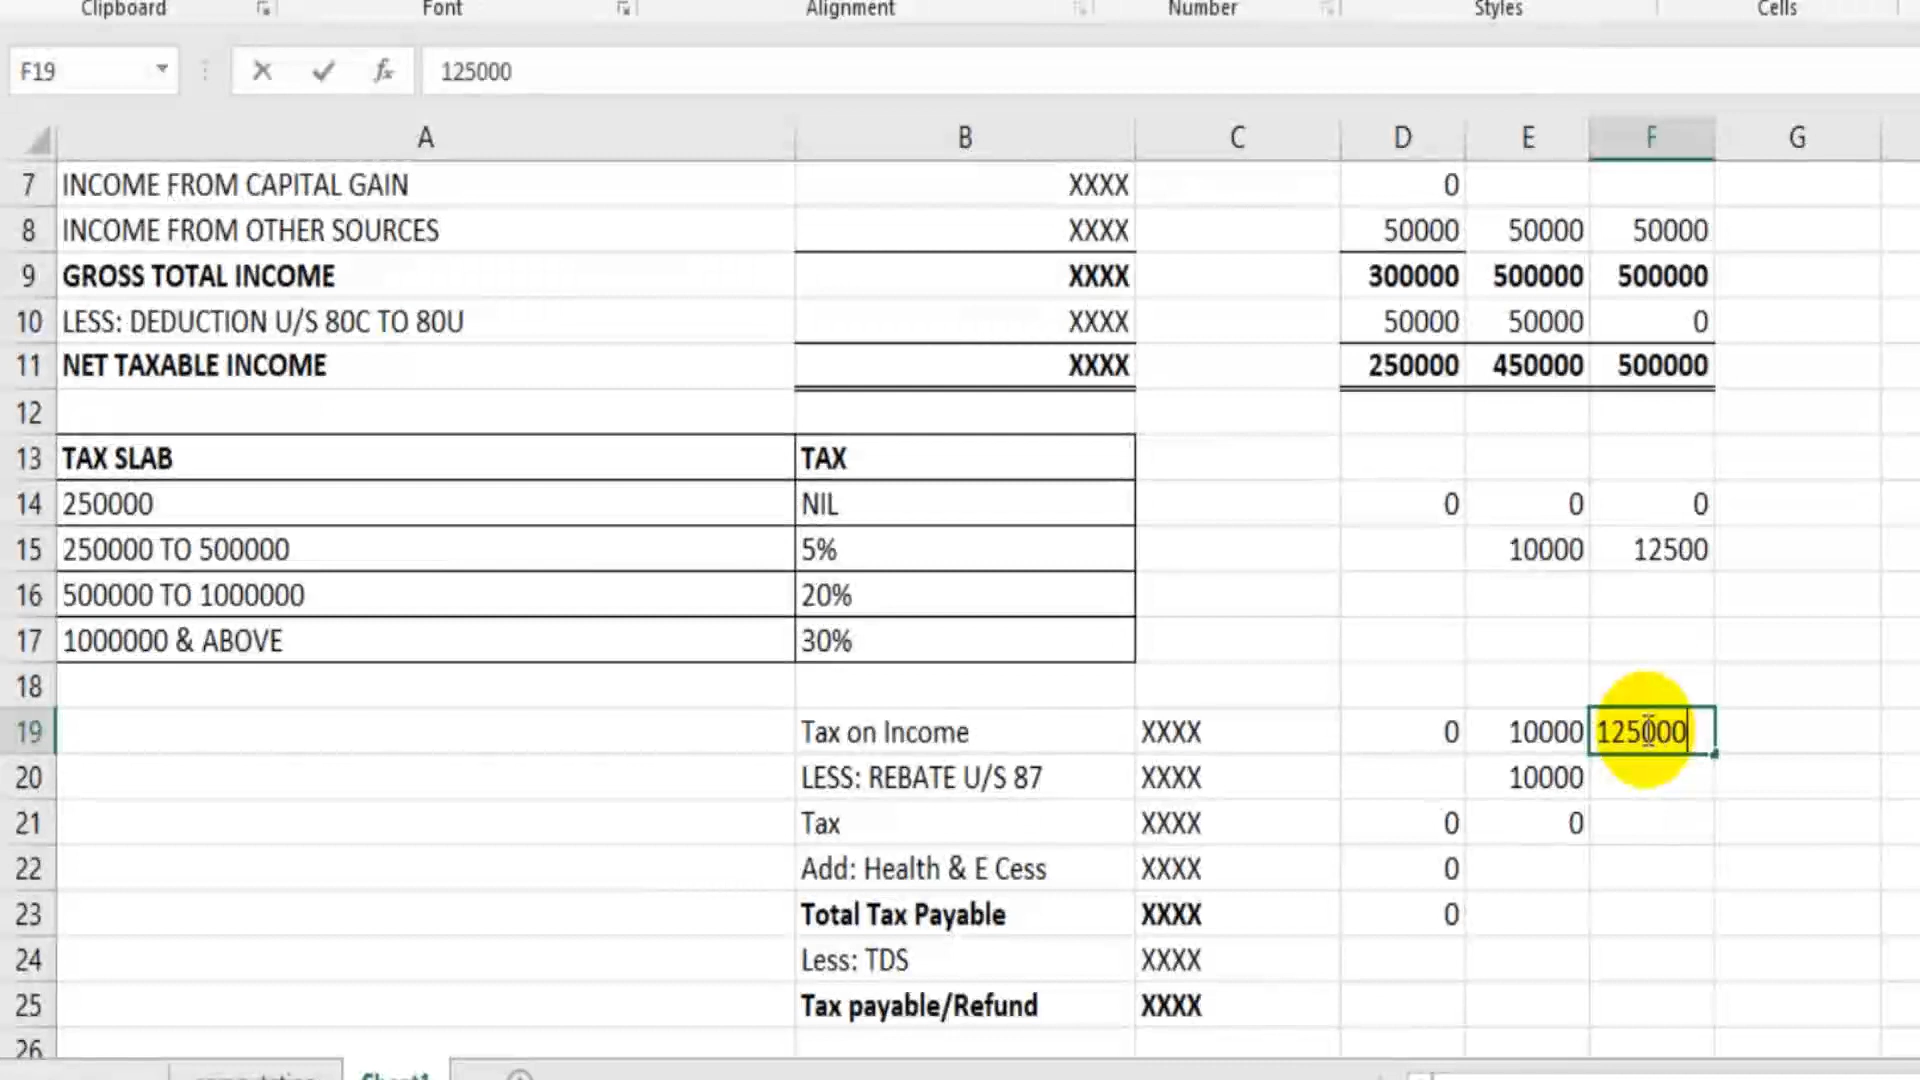 Clipboard Font Alignment Number Styles Cells
F19 fx 125000
A B C D E F G
7 INCOME FROM CAPITAL GAIN XXXX 0
8 INCOME FROM OTHER SOURCES XXXX 50000 50000 50000
9 GROSS TOTAL INCOME XXXX 300000 500000 500000
10 LESS: DEDUCTION U/S 80C TO 80U XXXX 50000 50000 0
11 NET TAXABLE INCOME XXXX 250000 450000 500000
12
13 TAX SLAB TAX
14 250000 NIL 0 0 0
15 250000 TO 500000 5% 10000 12500
16 500000 TO 1000000 20%
17 1000000 & ABOVE 30%
18
19 Tax on Income XXXX 0 10000 125000
20 LESS: REBATE U/S 87 XXXX 10000
21 Tax XXXX 0 0
22 Add: Health & E Cess XXXX 0
23 Total Tax Payable XXXX 0
24 Less: TDS XXXX
25 Tax payable/Refund XXXX
26
Sheet1